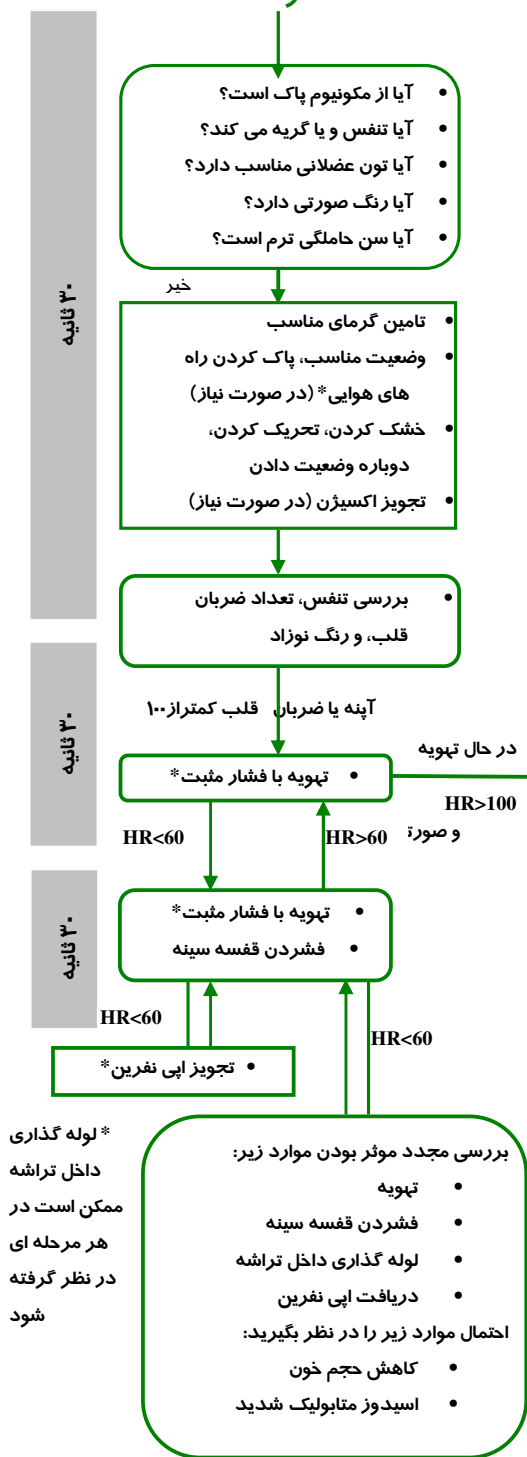 • آیا از مکونیوم پاک است؟
• آیا تنفس و یا گریه می کند؟
• آیا تون عضلانی مناسب دارد؟
• آیا رنگ صورتی دارد؟
• آیا سن حاملگی ترم است؟
خیر
۳۰ ثانیه
• تامین گرمای مناسب
• وضعیت مناسب، پاک کردن راه
های هوایی* (در صورت نیاز)
• خشک کردن، تحریک کردن،
دوباره وضعیت دادن
• تجویز اکسیژن (در صورت نیاز)
• بررسی تنفس، تعداد ضربان
قلب، و رنگ نوزاد
۳۰ ثانیه
آپنه یا ضربان قلب کمتراز۱۰۰
• تهویه با فشار مثبت*
در حال تهویه
HR>100
و صورت
HR<60
HR>60
۳۰ ثانیه
• تهویه با فشار مثبت*
• فشردن قفسه سینه
HR<60
HR<60
• تجویز اپی نفرین*
* لوله گذاری
داخل تراشه
ممکن است در
هر مرحله ای
در نظر گرفته
شود
بررسی مجدد موثر بودن موارد زیر:
• تهویه
• فشردن قفسه سینه
• لوله گذاری داخل تراشه
• دریافت اپی نفرین
احتمال موارد زیر را در نظر بگیرید:
• کاهش حجم خون
• اسیدوز متابولیک شدید